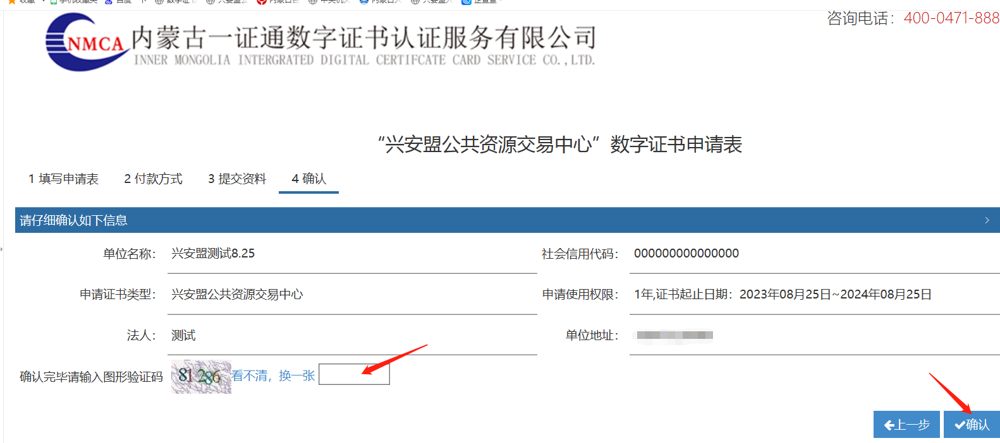 咨询电话：400-0471-888
NMCA
内蒙古一证通数字证书认证服务有限公司
INNER MONGOLIA INTERGRATED DIGITAL CERTIFCATE CARD SERVICE CO.,LTD.
“兴安盟公共资源交易中心”数字证书申请表
1 填写申请表 2 付款方式 3 提交资料 4 确认
请仔细确认如下信息
单位名称： 兴安盟测试8.25 社会信用代码： 000000000000000
申请证书类型： 兴安盟公共资源交易中心 申请使用权限： 1年,证书起止日期：2023年08月25日~2024年08月25日
法人： 测试 单位地址：
确认完毕请输入图形验证码 81286 看不清，换一张
上一步 确认